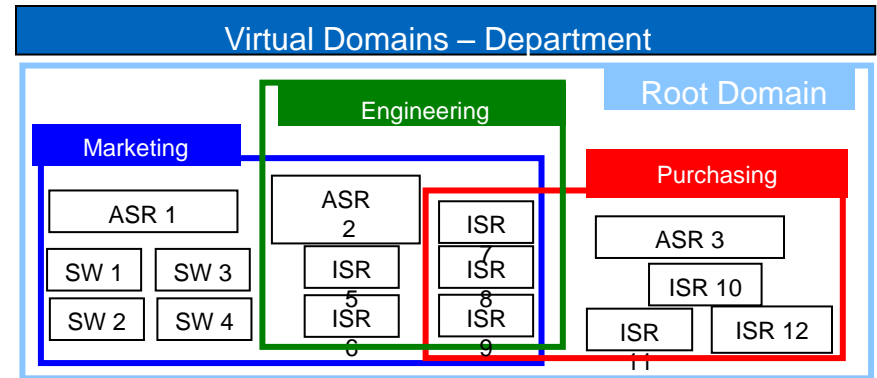 Virtual Domains – Department
Root Domain
Engineering
Marketing
Purchasing
ASR 1
ASR
2
ISR
7
ASR 3
SW 1
SW 3
ISR
5
ISR
8
ISR 10
SW 2
SW 4
ISR
6
ISR
9
ISR
11
ISR 12